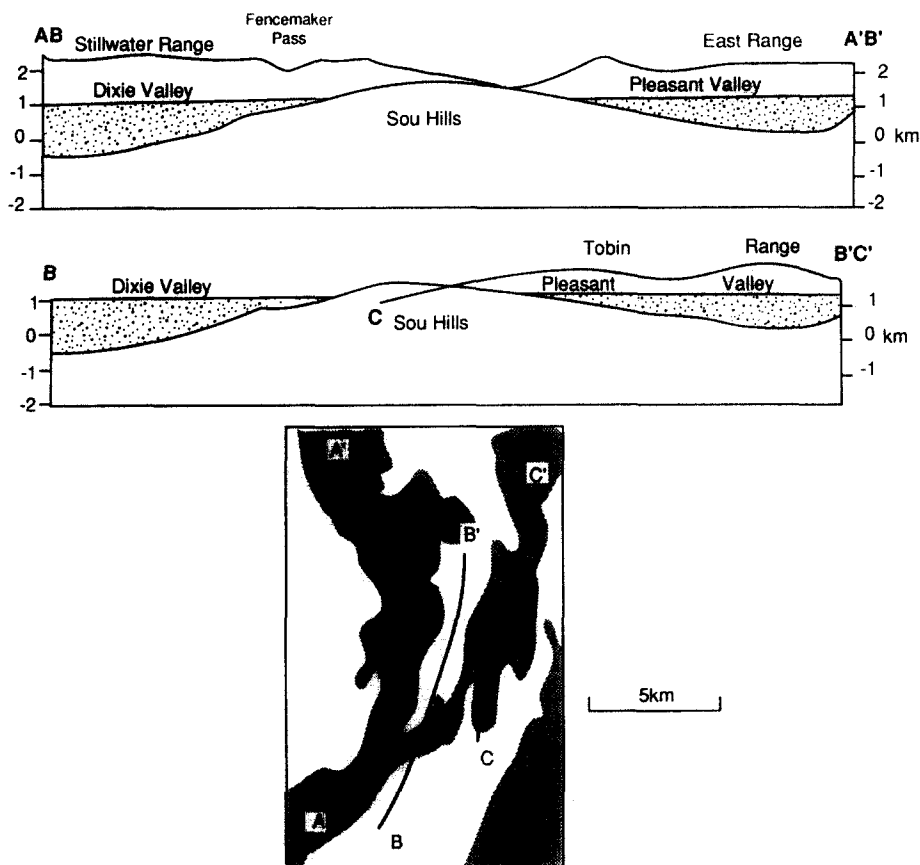 AB
Stillwater Range
Fencemaker
Pass
East Range
A'B'
2
Dixie Valley
Pleasant Valley
2
1
1
Sou Hills
0
0 km
-1
-1
-2
-2
Tobin
Range
B
B'C'
Dixie Valley
Pleasant
Valley
1
C
Sou Hills
1
0
0 km
-1
-1
-2
A'
C'
B'
5km
C
A
B